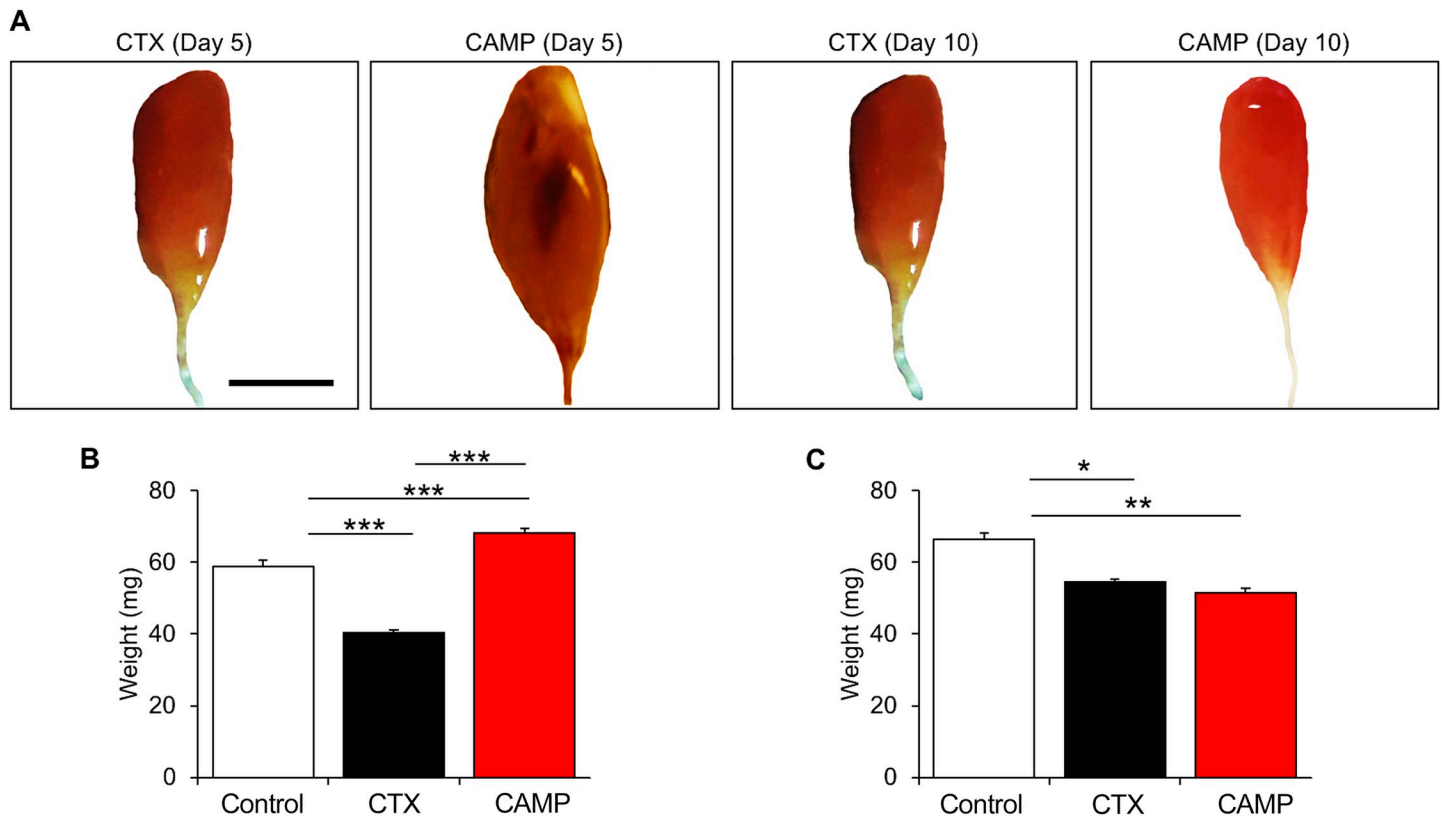 A
CTX (Day 5)
CAMP (Day 5)
CTX (Day 10)
CAMP (Day 10)
B
***
***
***
80
60
40
20
0
Weight (mg)
Control
CTX
CAMP
C
*
**
80
60
40
20
0
Weight (mg)
Control
CTX
CAMP